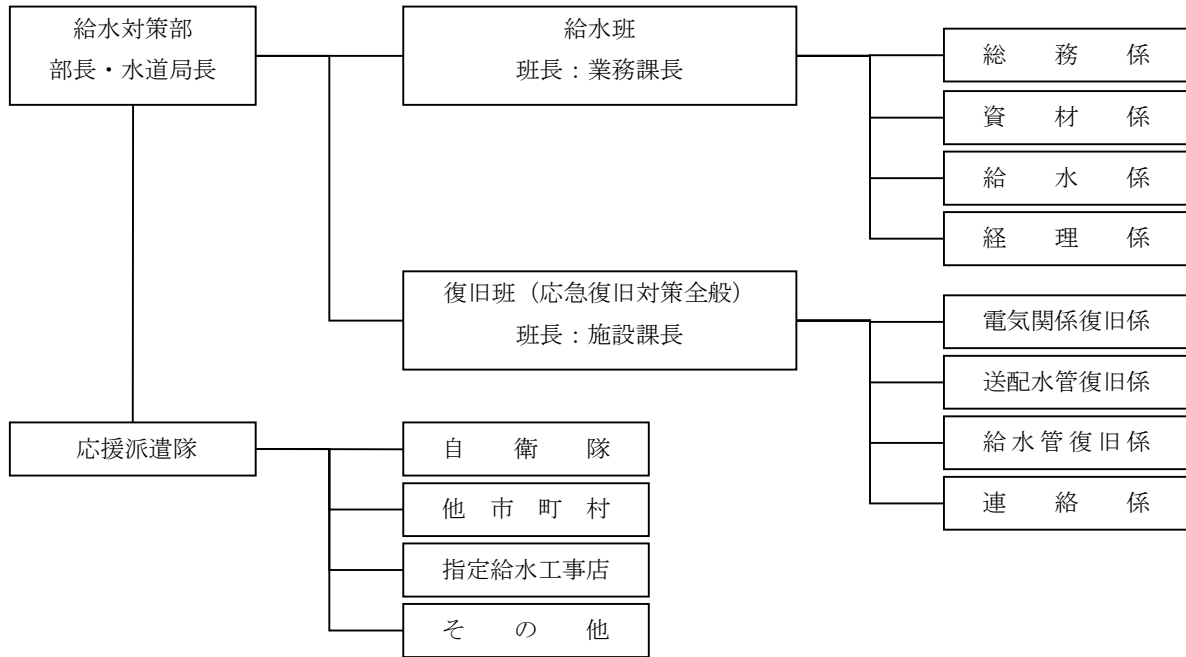 給水対策部
部長・水道局長
給水班
班長：業務課長
総務係
資材係
給水係
経理係
復旧班（応急復旧対策全般）
班長：施設課長
電気関係復旧係
送配水管復旧係
給水管復旧係
連絡係
応援派遣隊
自衛隊
他市町村
指定給水工事店
その他